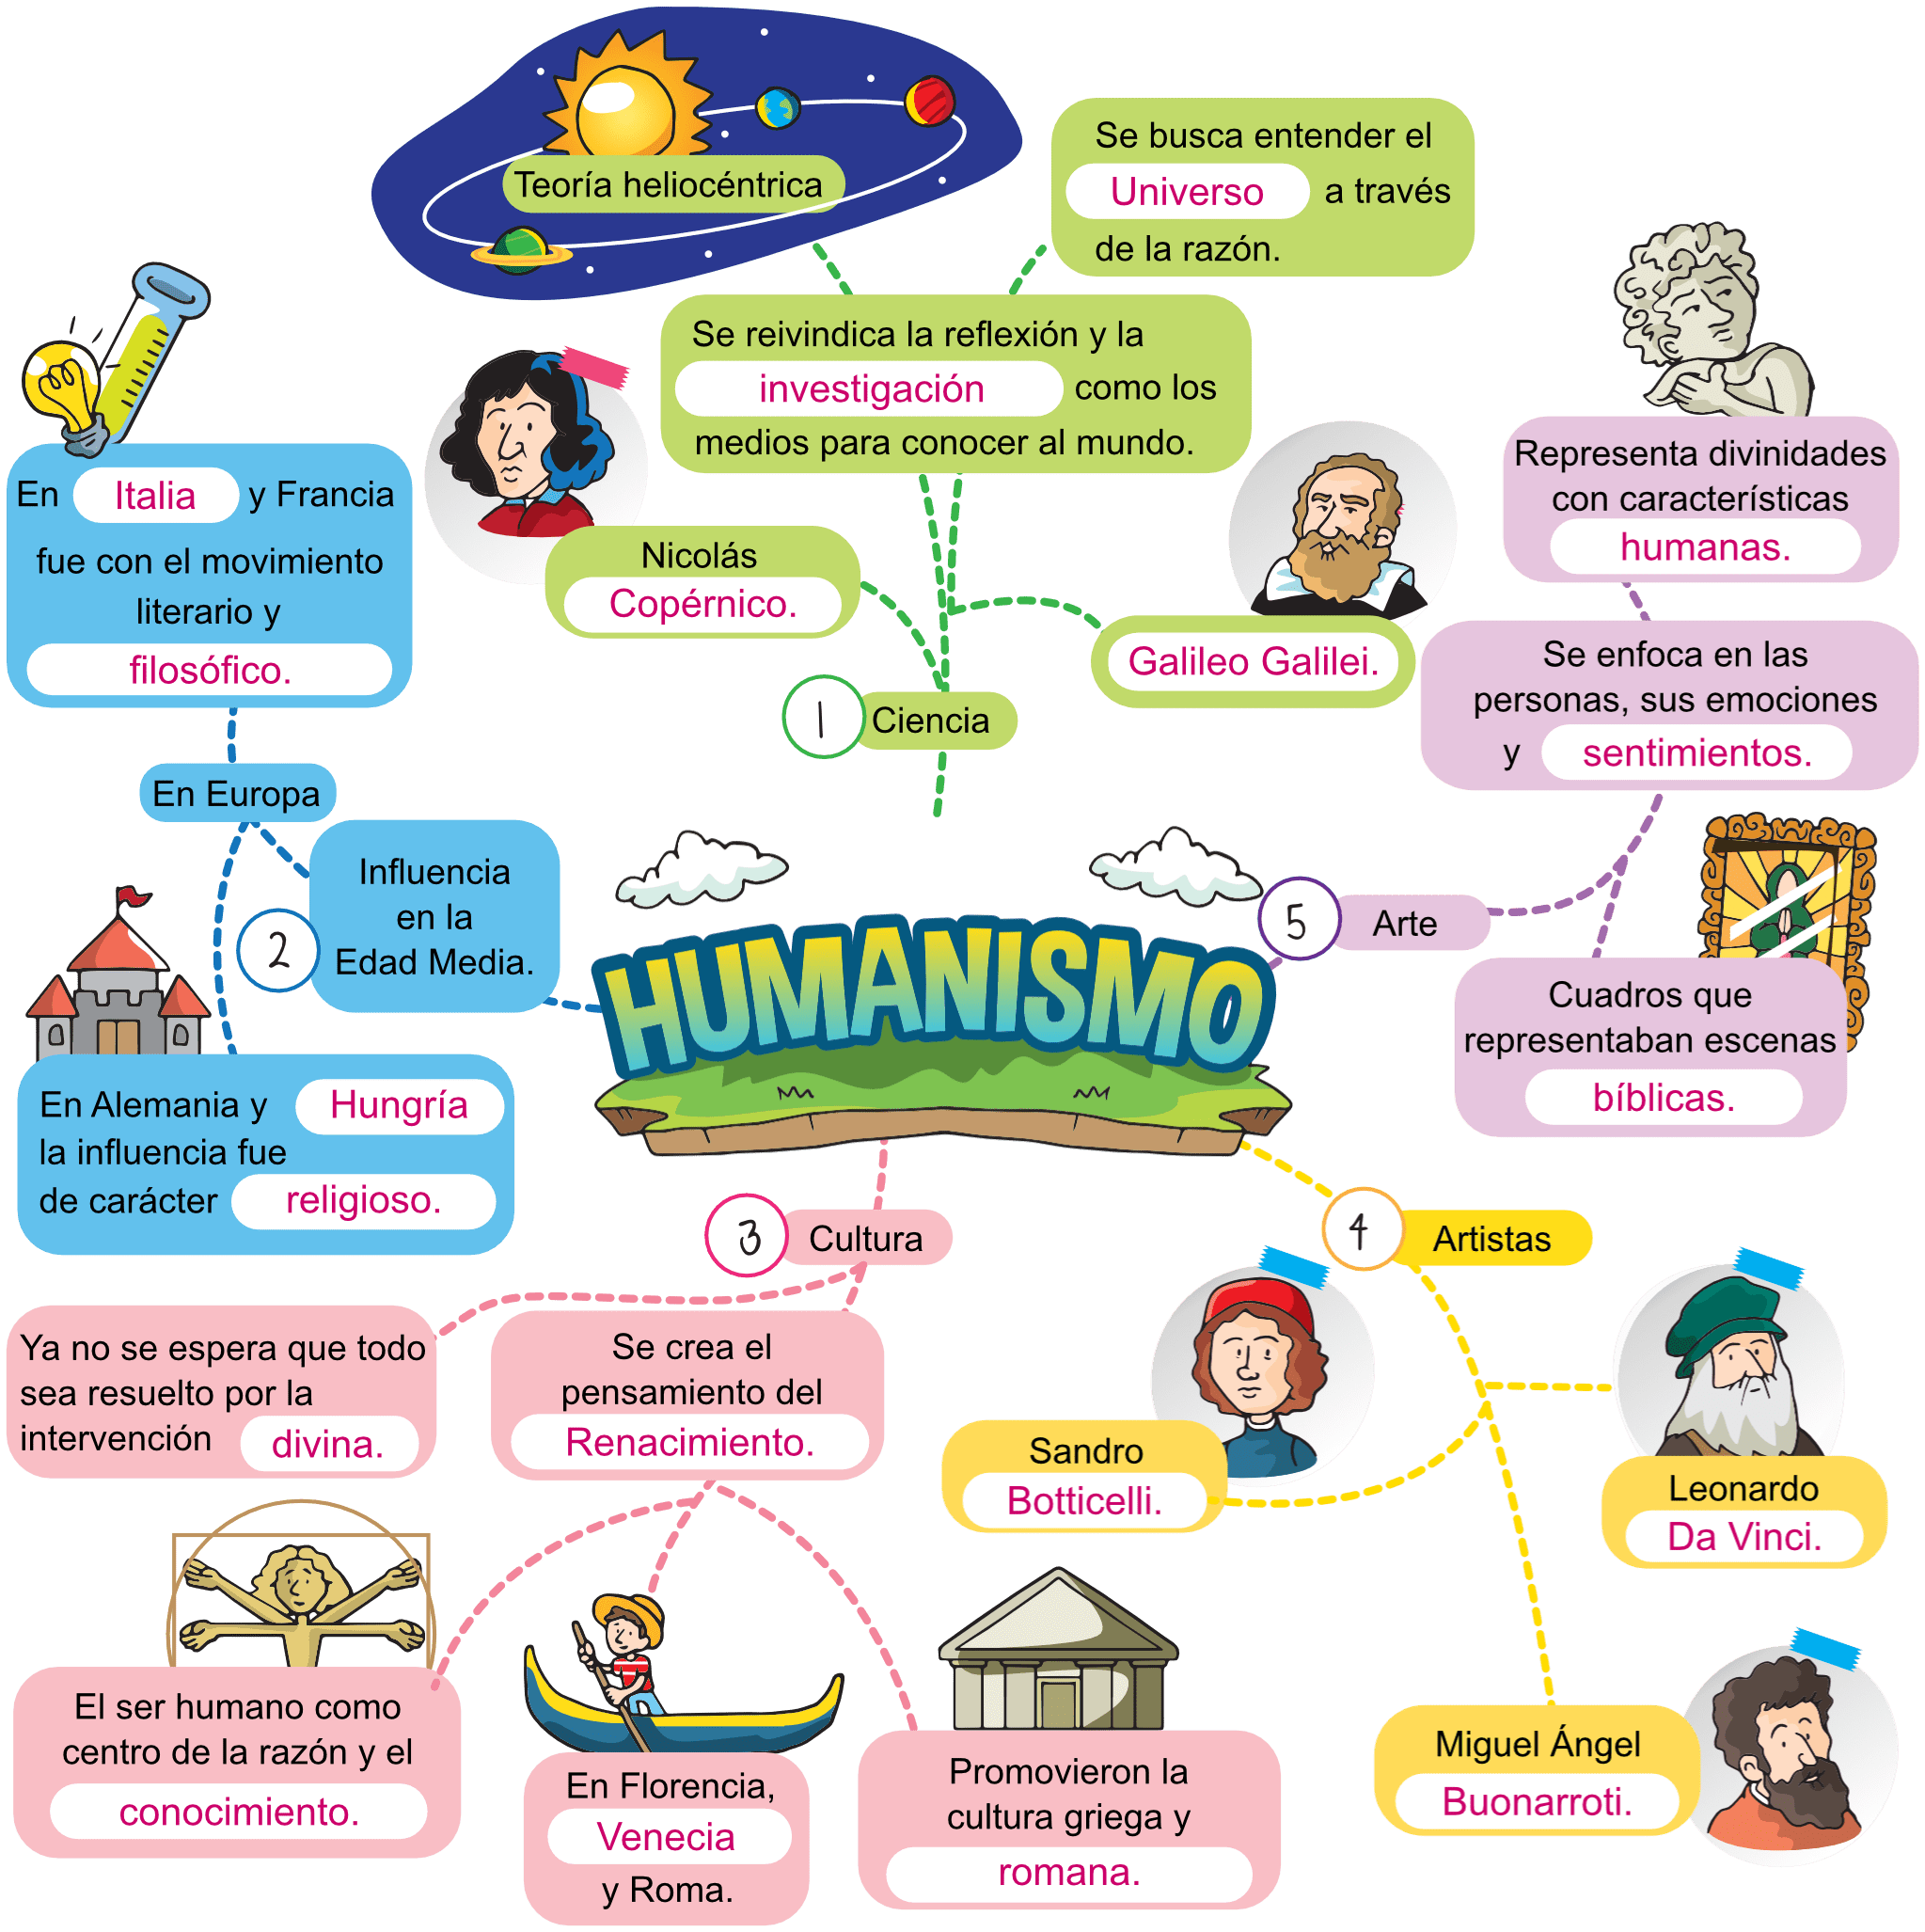 Teoría heliocéntrica
Se busca entender el
Universo a través
de la razón.
Se reivindica la reflexión y la
investigación como los
medios para conocer al mundo.
Nicolás
Copérnico.
Galileo Galilei.
1 Ciencia
En Italia y Francia
fue con el movimiento
literario y
filosófico.
En Europa
2
Influencia
en la
Edad Media.
En Alemania y Hungría
la influencia fue
de carácter religioso.
HUMANISMO
Representa divinidades
con características
humanas.
Se enfoca en las
personas, sus emociones
y sentimientos.
5 Arte
Cuadros que
representaban escenas
bíblicas.
3 Cultura
Ya no se espera que todo
sea resuelto por la
intervención divina.
Se crea el
pensamiento del
Renacimiento.
El ser humano como
centro de la razón y el
conocimiento.
En Florencia,
Venecia
y Roma.
Promovieron la
cultura griega y
romana.
4 Artistas
Sandro
Botticelli.
Leonardo
Da Vinci.
Miguel Ángel
Buonarroti.